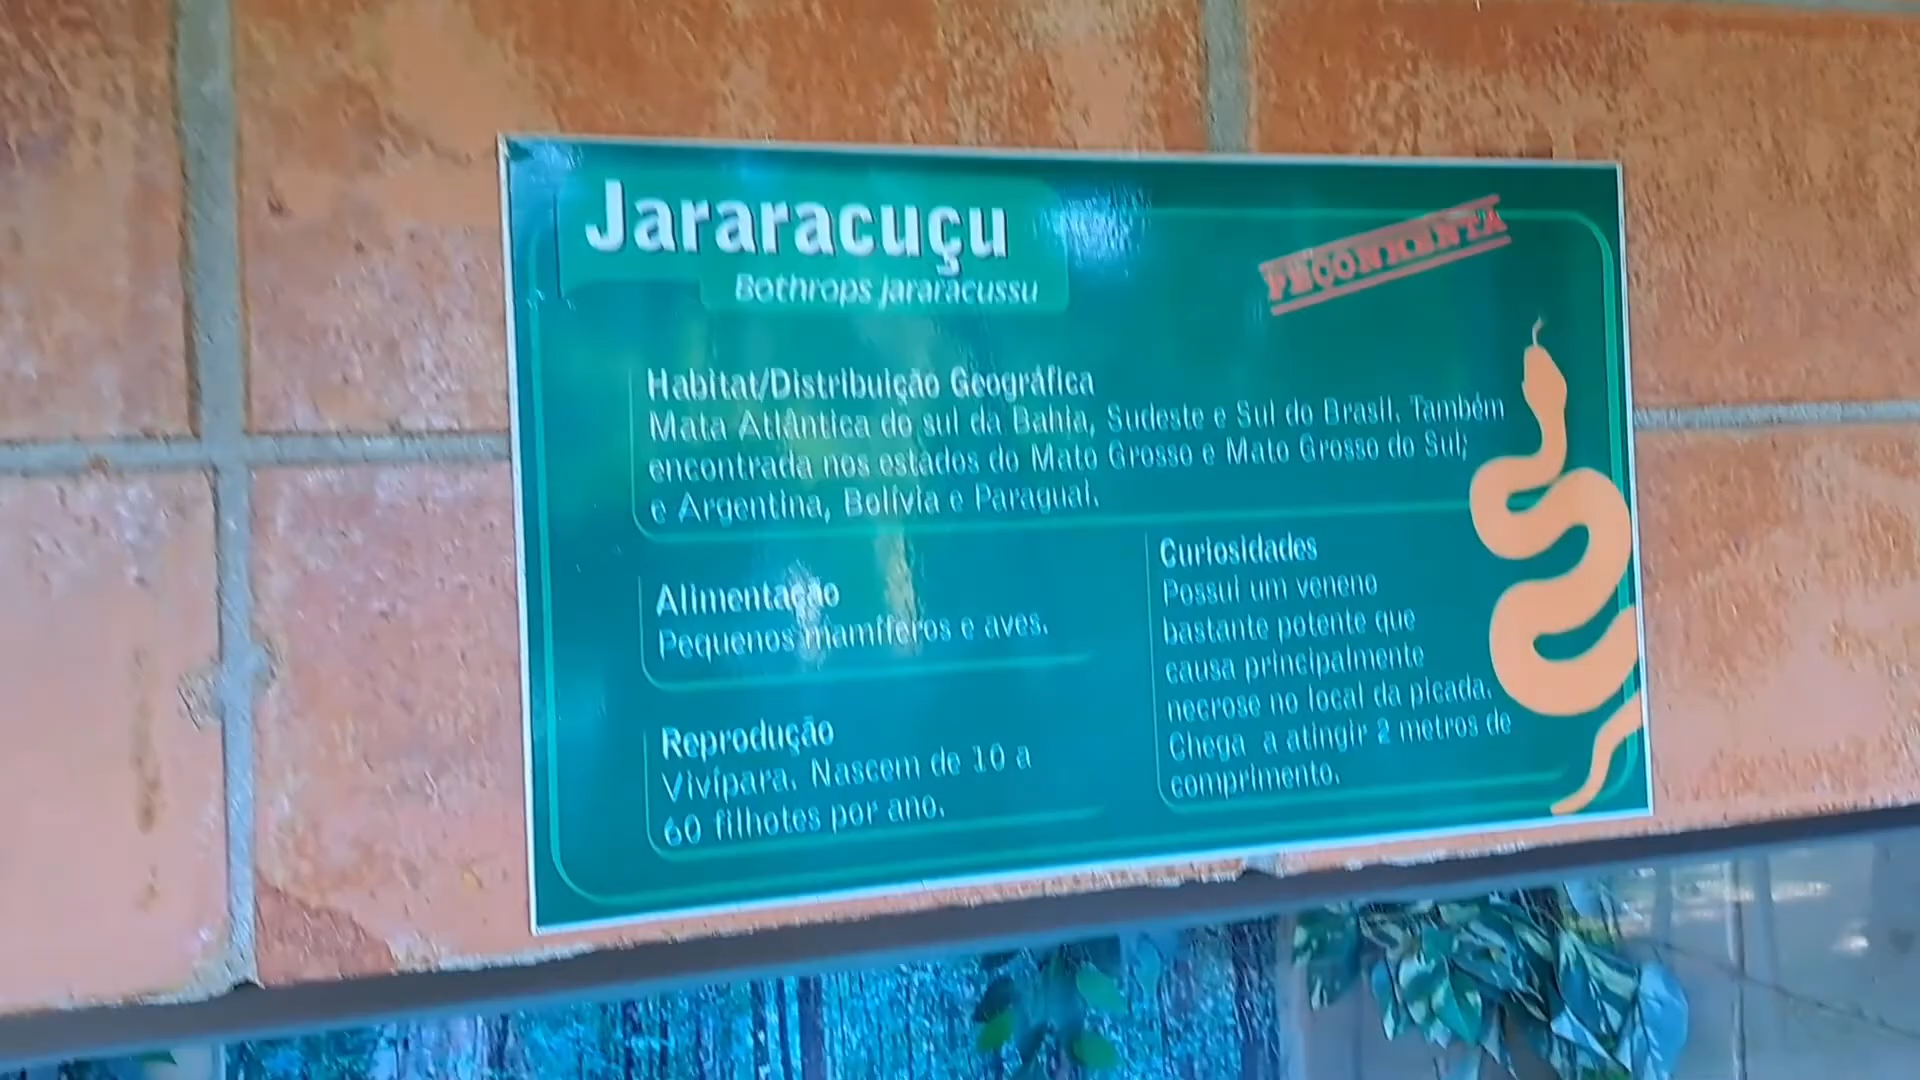 Jararacuçu
Bothrops jararacussu
PEÇONHENTA
Habitat/Distribuição Geográfica
Mata Atlântica do sul da Bahia, Sudeste e Sul do Brasil. Também
encontrada nos estados do Mato Grosso e Mato Grosso do Sul;
e Argentina, Bolívia e Paraguai.
Alimentação
Pequenos mamíferos e aves.
Reprodução
Vivípara. Nascem de 10 a
60 filhotes por ano.
Curiosidades
Possui um veneno
bastante potente que
causa principalmente
necrose no local da picada.
Chega a atingir 2 metros de
comprimento.